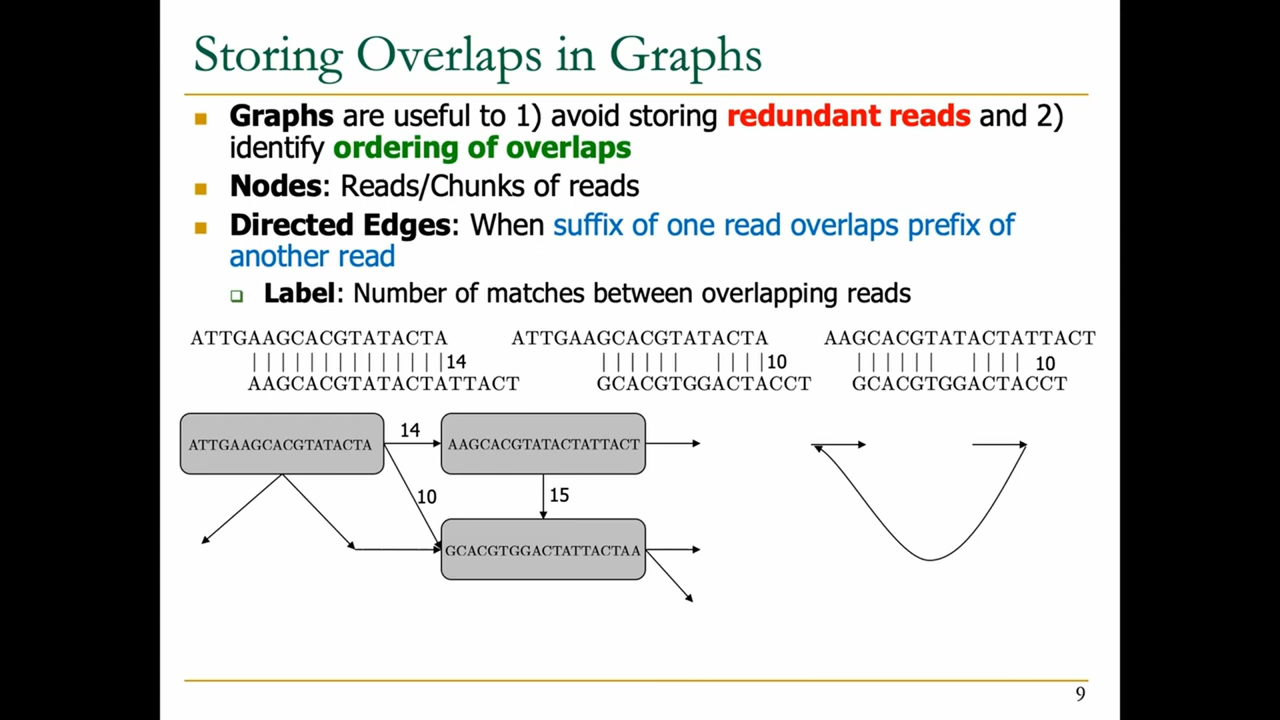 Storing Overlaps in Graphs
Graphs are useful to 1) avoid storing redundant reads and 2)
identify ordering of overlaps
Nodes: Reads/Chunks of reads
Directed Edges: When suffix of one read overlaps prefix of
another read
Label: Number of matches between overlapping reads
ATTGAAGCACGTATACTA ATTGAAGCACGTATACTA AAGCACGTATACTATTACT
14 10 10
AAGCACGTATACTATTACT GCACGTGGACTACCT GCACGTGGACTACCT
14
ATTGAAGCACGTATACTA AAGCACGTATACTATTACT
10 15
GCACGTGGACTATTACTAA
9